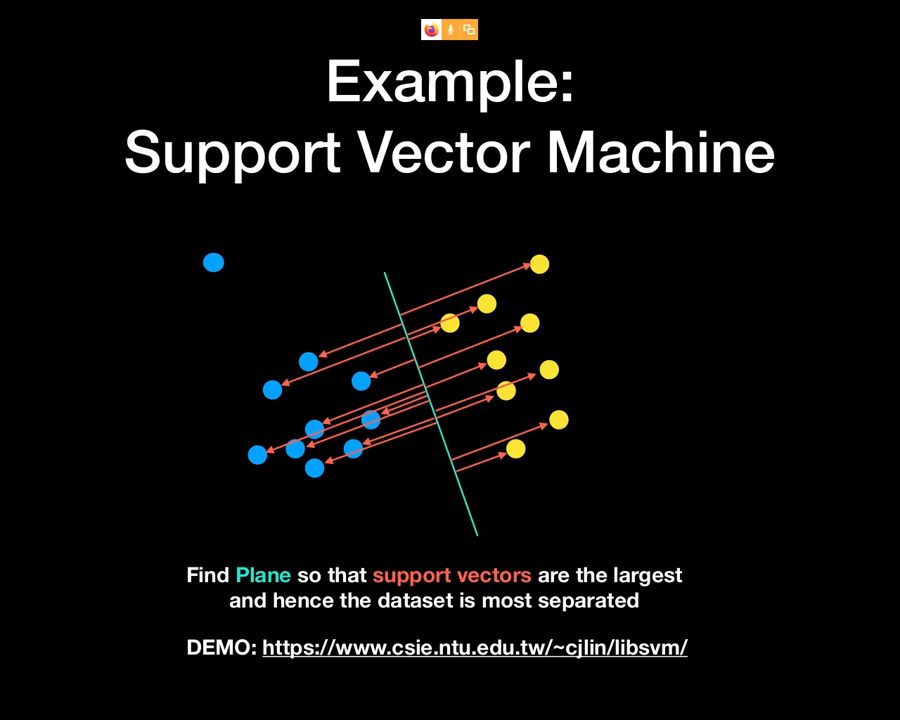 Example:
Support Vector Machine
Find Plane so that support vectors are the largest
and hence the dataset is most separated
DEMO: https://www.csie.ntu.edu.tw/~cjlin/libsvm/